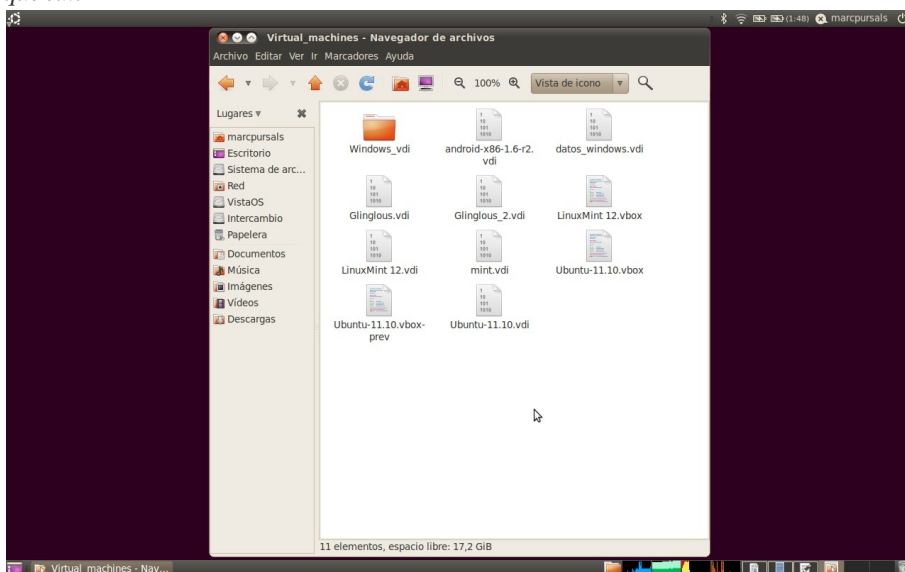 (1:48) marcpursals
Virtual_machines - Navegador de archivos
Archivo Editar Ver Ir Marcadores Ayuda
100% Vista de icono
Lugares
marcpursals
Escritorio
Sistema de arc...
Red
VistaOS
Intercambio
Papelera
Documentos
Música
Imágenes
Vídeos
Descargas
Windows_vdi
android-x86-1.6-r2.
vdi
datos_windows.vdi
Glinglous.vdi
Glinglous_2.vdi
LinuxMint 12.vbox
LinuxMint 12.vdi
mint.vdi
Ubuntu-11.10.vbox
Ubuntu-11.10.vbox-
prev
Ubuntu-11.10.vdi
11 elementos, espacio libre: 17,2 GiB
Virtual_machines - Nav...